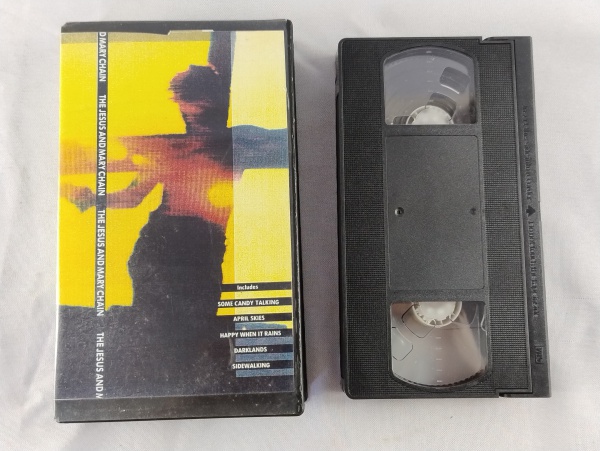 D MARY CHAIN THE JESUS AND MARY CHAIN THE JESUS AND MARY CHAIN THE JESUS AND M
Includes
SOME CANDY TALKING
APRIL SKIES
HAPPY WHEN IT RAINS
DARKLANDS
SIDEWALKING